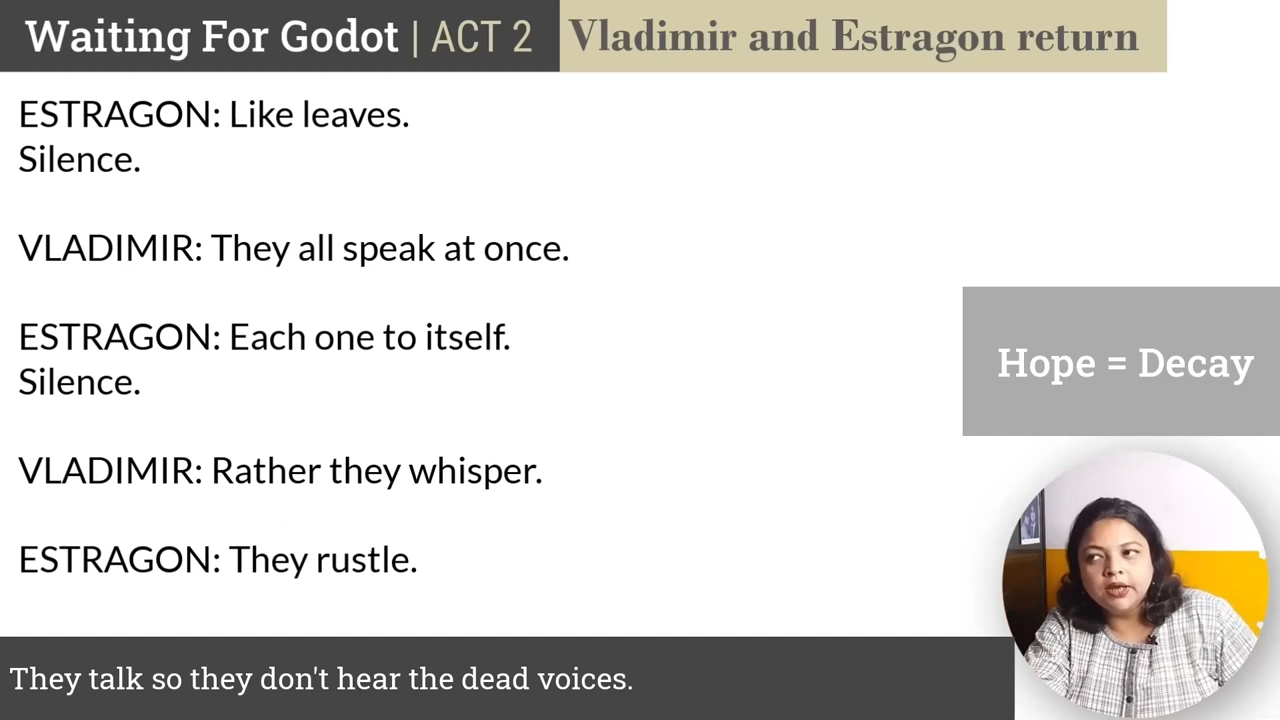 Waiting For Godot | ACT 2 Vladimir and Estragon return
ESTRAGON: Like leaves.
Silence.
VLADIMIR: They all speak at once.
ESTRAGON: Each one to itself.
Silence.
VLADIMIR: Rather they whisper.
ESTRAGON: They rustle.
Hope = Decay
They talk so they don't hear the dead voices.